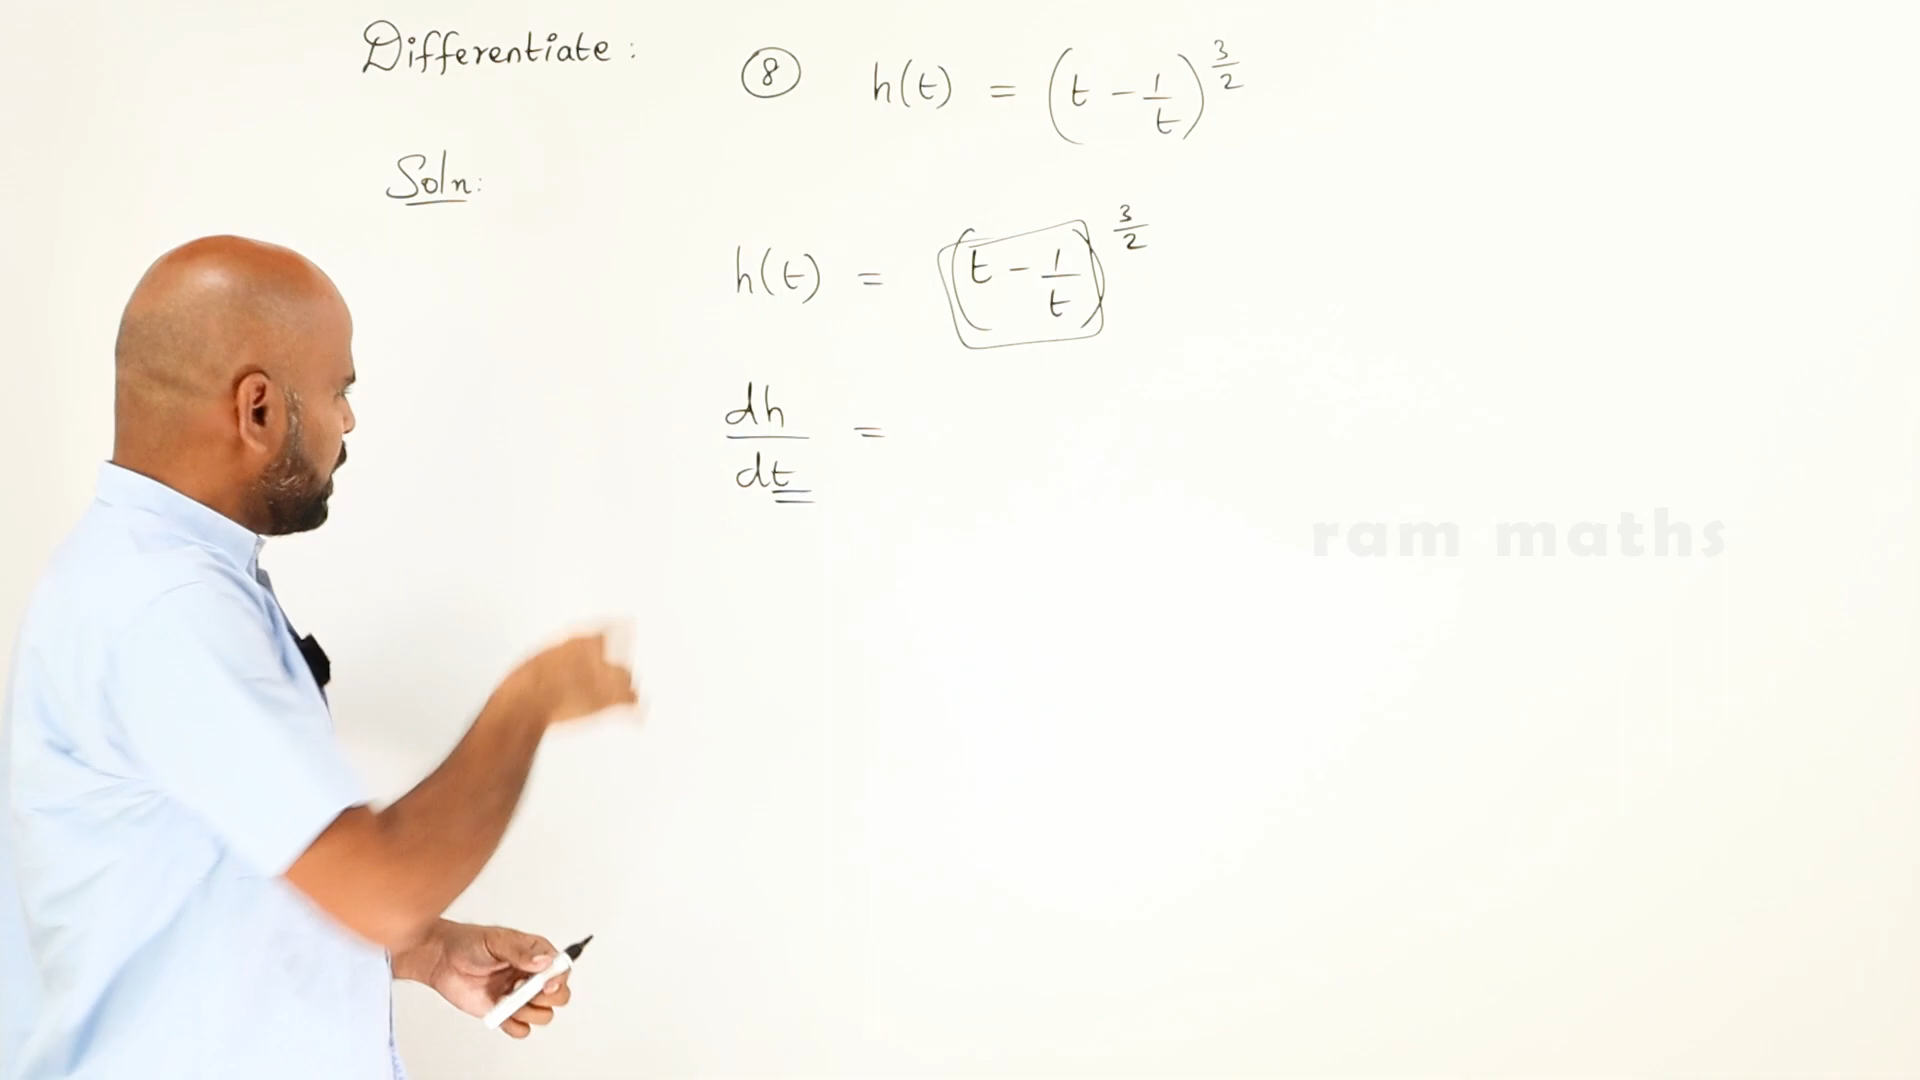 Differentiate : ⑧ h(t) = (t - 1/t)^(3/2)
Soln:
h(t) = (t - 1/t)^(3/2)
dh/dt =
ram maths